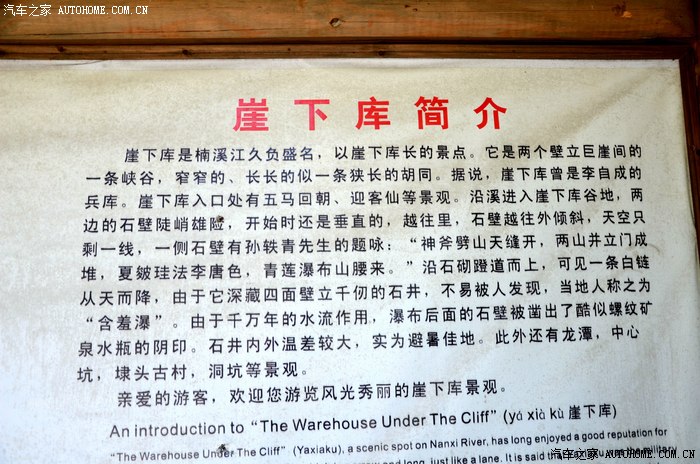 汽车之家 AUTOHOME.COM.CN
崖下库简介
崖下库是楠溪江久负盛名，以崖下库长的景点。它是两个壁立巨崖间的
一条峡谷，窄窄的、长长的似一条狭长的胡同。据说，崖下库曾是李自成的
兵库。崖下库入口处有五马回朝、迎客仙等景观。沿溪进入崖下库谷地，两
边的石壁陡峭雄险，开始时还是垂直的，越往里，石壁越往外倾斜，天空只
剩一线，一侧石壁有孙轶青先生的题咏：“神斧劈山天缝开，两山井立门成
堆，夏皴珪法李唐色，青莲瀑布山腰来。”沿石砌蹬道而上，可见一条白链
从天而降，由于它深藏四面壁立千仞的石井，不易被人发现，当地人称之为
“含羞瀑”。由于千万年的水流作用，瀑布后面的石壁被凿出了酷似螺纹矿
泉水瓶的阴印。石井内外温差较大，实为避暑佳地。此外还有龙潭，中心
坑，埭头古村，洞坑等景观。
亲爱的游客，欢迎您游览风光秀丽的崖下库景观。
An introduction to “The Warehouse Under The Cliff” (yá xià kù 崖下库)
“The Warehouse Under The Cliff” (Yaxiaku), a scenic spot on Nanxi River, has long enjoyed a good reputation for
and long, just like a lane. It is said that
汽车之家 AUTOHOME.COM.CN